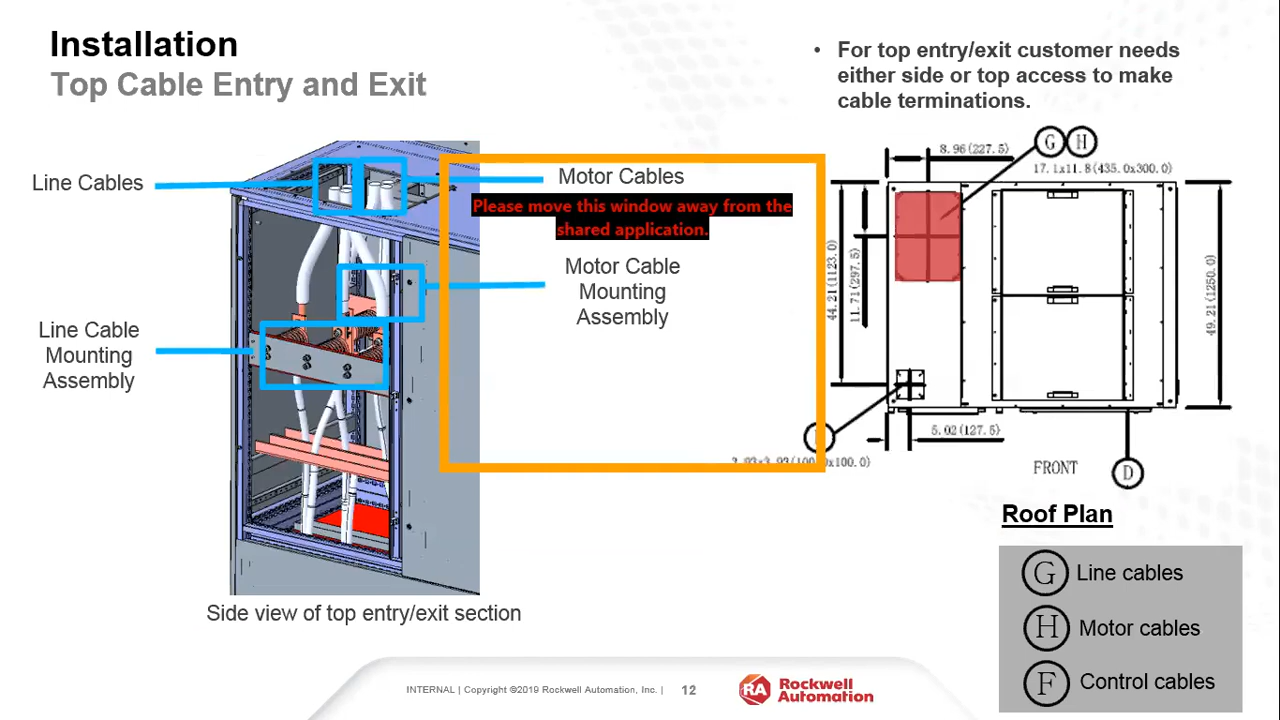 Installation
Top Cable Entry and Exit
• For top entry/exit customer needs
either side or top access to make
cable terminations.
Line Cables
Motor Cables
Please move this window away from the
shared application.
Motor Cable
Mounting
Assembly
Line Cable
Mounting
Assembly
Side view of top entry/exit section
G H
8.96(227.5)
17.1x11.8(435.0x300.0)
44.21(1123.0)
11.71(297.5)
49.21(1250.0)
5.02(127.5)
FRONT
D
Roof Plan
G Line cables
H Motor cables
F Control cables
INTERNAL | Copyright ©2019 Rockwell Automation, Inc. | 12
RA Rockwell
Automation